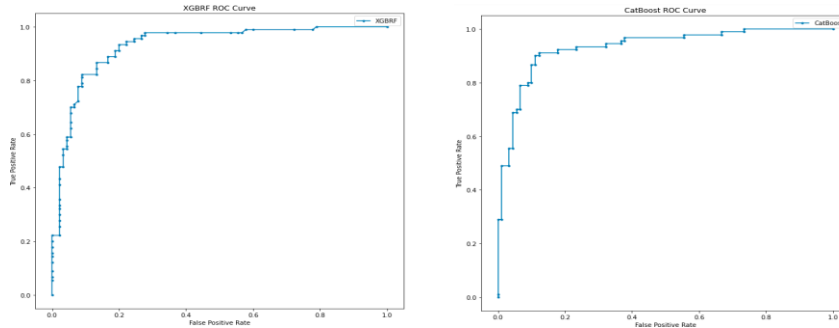 XGBRF ROC Curve
XGBRF
1.0
0.8
0.6
0.4
0.2
0.0
True Positive Rate
0.0 0.2 0.4 0.6 0.8 1.0
False Positive Rate
CatBoost ROC Curve
CatBoost
1.0
0.8
0.6
0.4
0.2
0.0
True Positive Rate
0.0 0.2 0.4 0.6 0.8 1.0
False Positive Rate